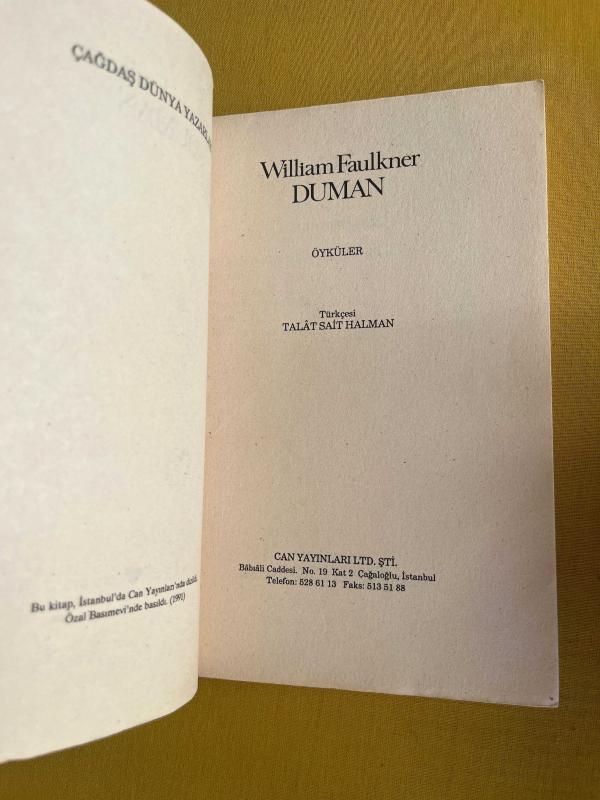 ÇAĞDAŞ DÜNYA YAZARLA
Bu kitap, İstanbul'da Can Yayınları'nda dizildi.
Özal Basımevi'nde basıldı. (1991)
William Faulkner
DUMAN
ÖYKÜLER
Türkçesi
TALÂT SAİT HALMAN
CAN YAYINLARI LTD. ŞTİ.
Bâbıâli Caddesi. No. 19 Kat 2 Çağaloğlu, İstanbul
Telefon: 528 61 13 Faks: 513 51 88